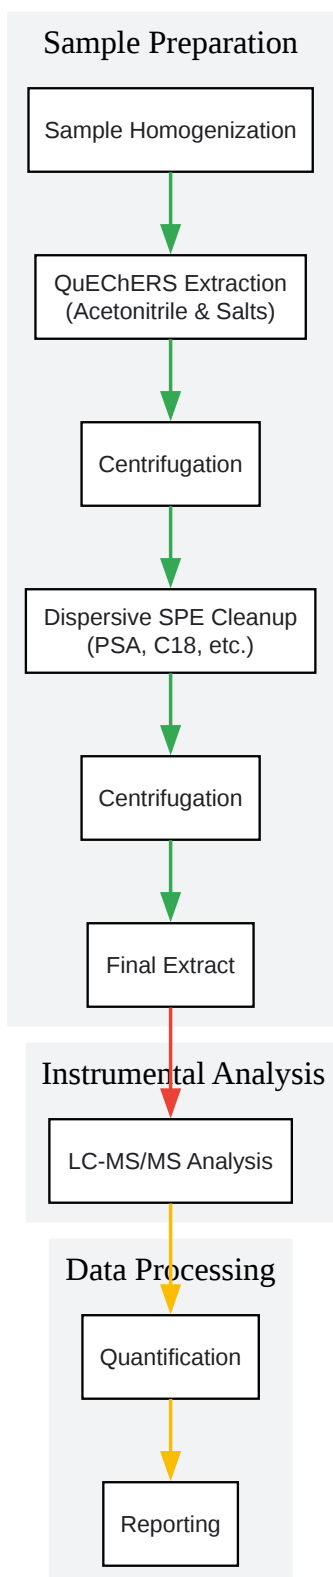 Sample Preparation
Sample Homogenization
QuEChERS Extraction
(Acetonitrile & Salts)
Centrifugation
Dispersive SPE Cleanup
(PSA, C18, etc.)
Centrifugation
Final Extract
Instrumental Analysis
LC-MS/MS Analysis
Data Processing
Quantification
Reporting